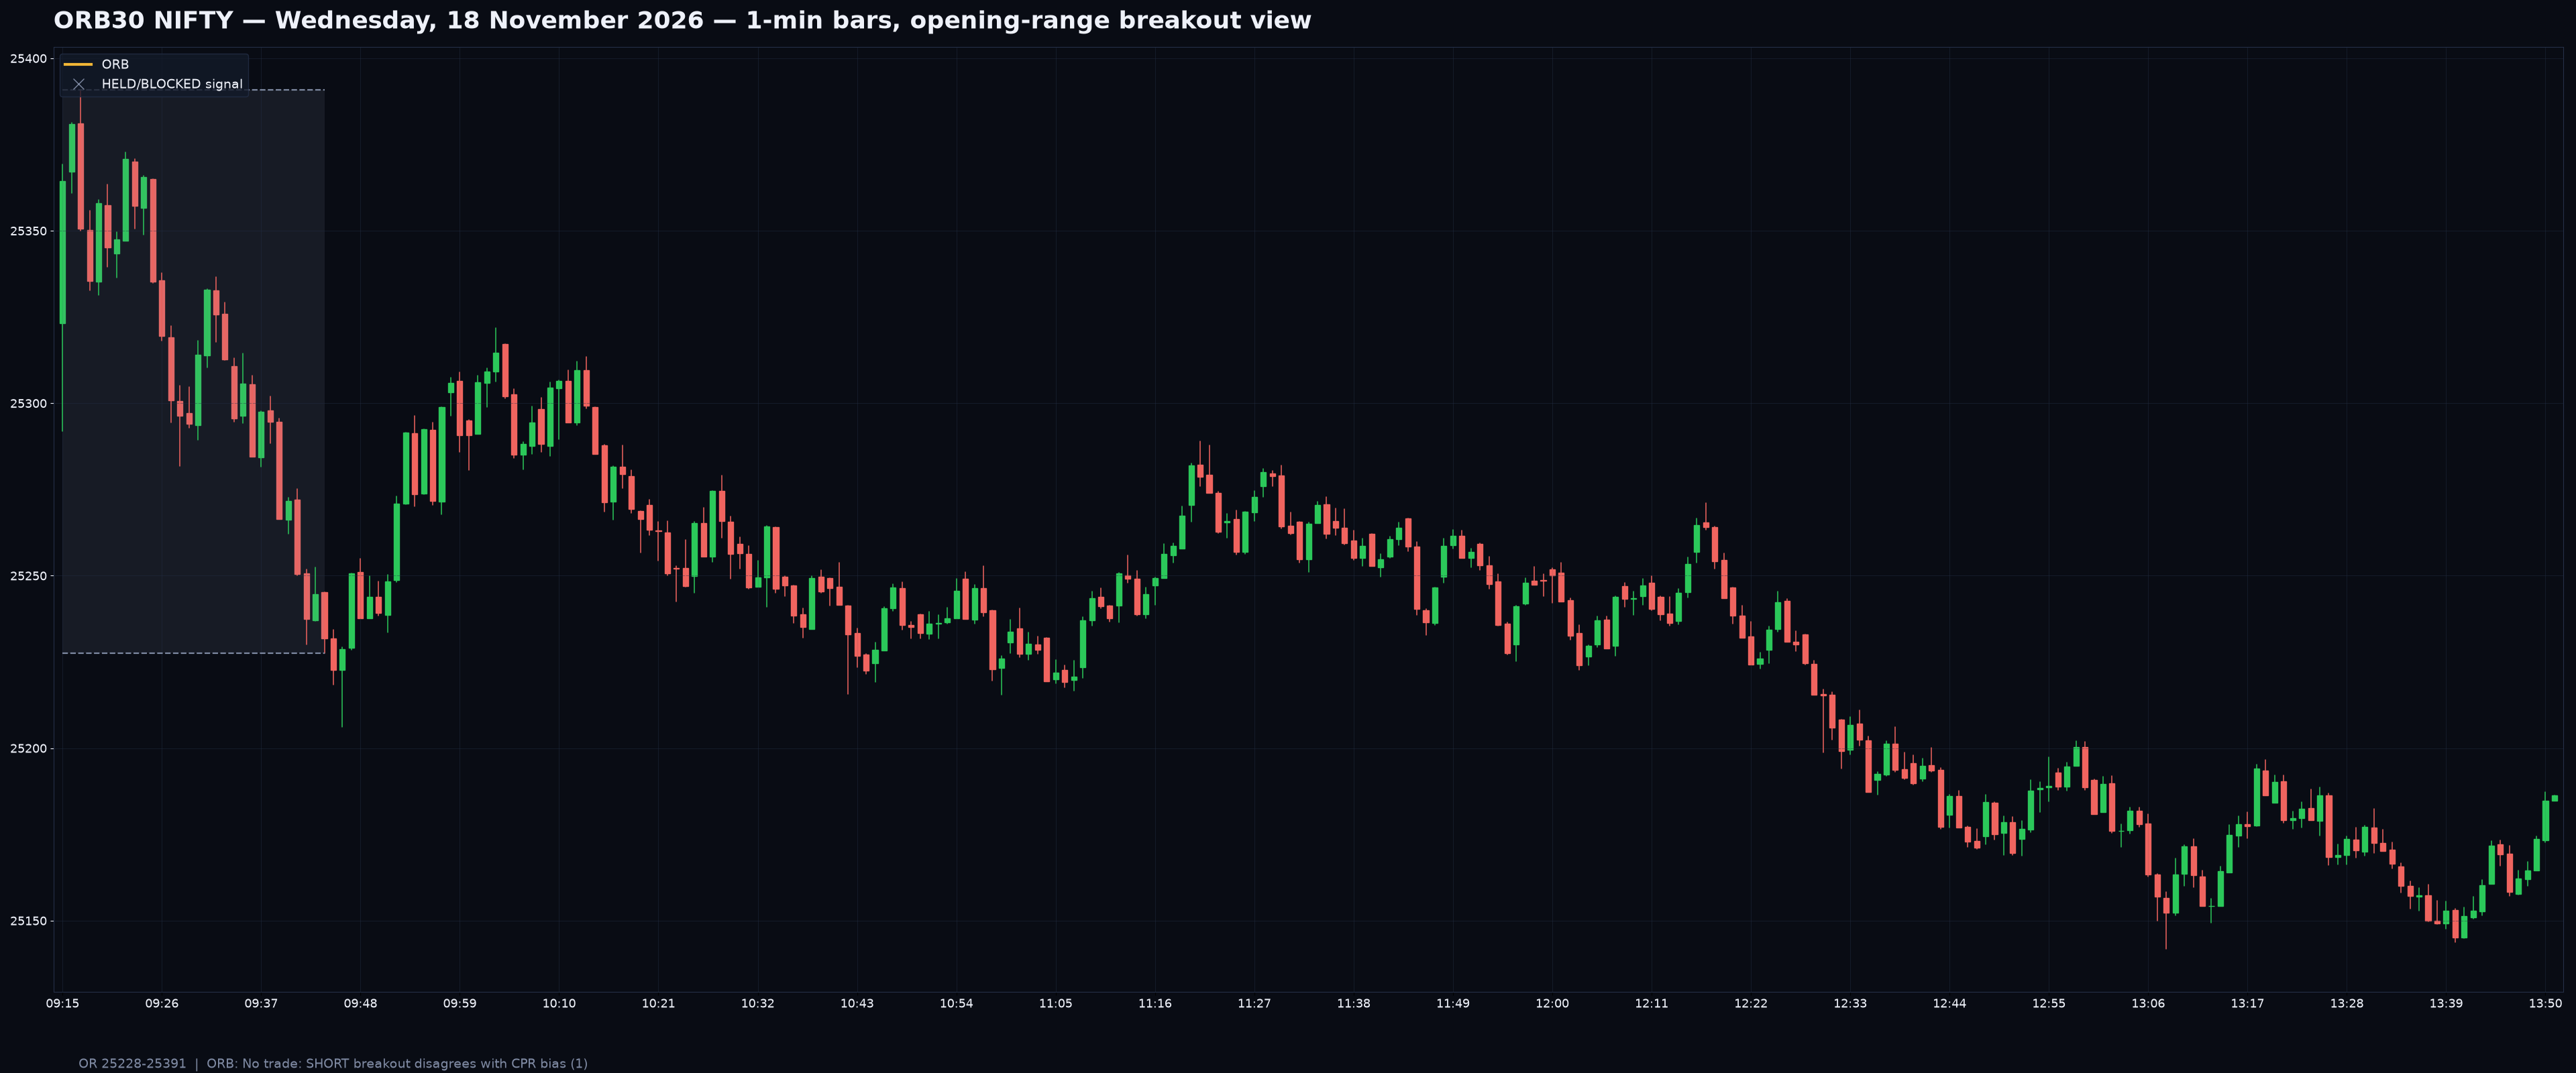 ORB30 NIFTY — Wednesday, 18 November 2026 — 1-min bars, opening-range breakout view
25400
ORB
HELD/BLOCKED signal
25350
25300
25250
25200
25150
09:15 09:26 09:37 09:48 09:59 10:10 10:21 10:32 10:43 10:54 11:05 11:16 11:27 11:38 11:49 12:00 12:11 12:22 12:33 12:44 12:55 13:06 13:17 13:28 13:39 13:50
OR 25228-25391 | ORB: No trade: SHORT breakout disagrees with CPR bias (1)